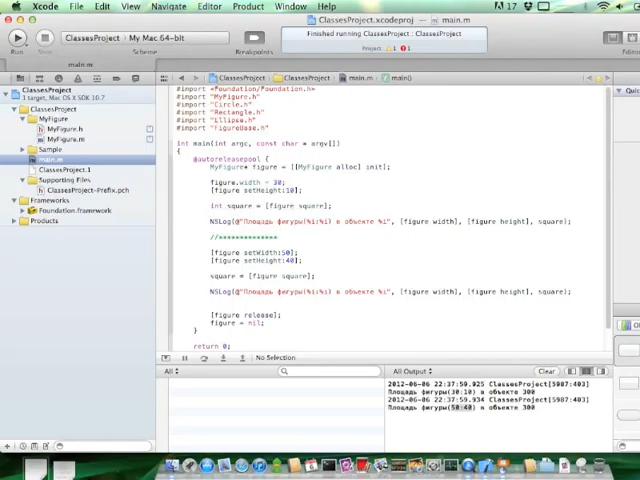 Xcode File Edit View Navigate Editor Product Window Help
17
ClassesProject.xcodeproj — main.m
ClassesProject My Mac 64-bit
Finished running ClassesProject : ClassesProject
Project 1 1
Run Stop Scheme Breakpoints Editor
main.m
ClassesProject ClassesProject main.m main()
ClassesProject
1 target, Mac OS X SDK 10.7
ClassesProject
MyFigure
MyFigure.h
MyFigure.m
Sample
main.m
ClassesProject.1
Supporting Files
ClassesProject-Prefix.pch
Frameworks
Foundation.framework
Products
#import <Foundation/Foundation.h>
#import "MyFigure.h"
#import "Circle.h"
#import "Rectangle.h"
#import "Ellipse.h"
#import "FigureBase.h"
int main(int argc, const char * argv[])
{
@autoreleasepool {
MyFigure* figure = [[MyFigure alloc] init];
figure.width = 30;
[figure setHeight:10];
int square = [figure square];
NSLog(@"Площадь фигуры(%i:%i) в объекте %i", [figure width], [figure height], square);
//**************
[figure setWidth:50];
[figure setHeight:40];
square = [figure square];
NSLog(@"Площадь фигуры(%i:%i) в объекте %i", [figure width], [figure height], square);
[figure release];
figure = nil;
}
return 0;
Quic
No Selection
All
All Output
Clear
2012-06-06 22:37:59.925 ClassesProject[5987:403]
Площадь фигуры(30:10) в объекте 300
2012-06-06 22:37:59.934 ClassesProject[5987:403]
Площадь фигуры(50:40) в объекте 300